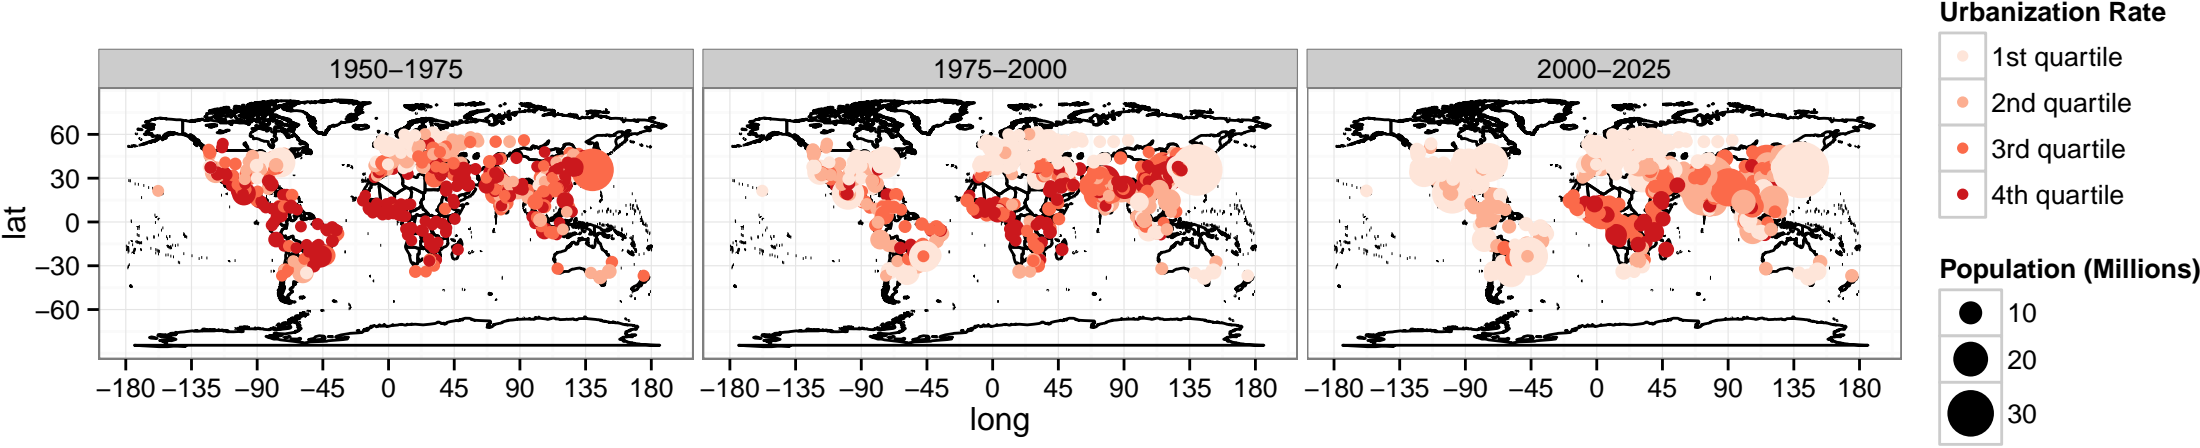 Urbanization Rate
1st quartile
2nd quartile
3rd quartile
4th quartile
Population (Millions)
10
20
30
1950−1975
1975−2000
2000−2025
lat
60
30
0
−30
−60
−180 −135 −90 −45 0 45 90 135 180
−180 −135 −90 −45 0 45 90 135 180
−180 −135 −90 −45 0 45 90 135 180
long